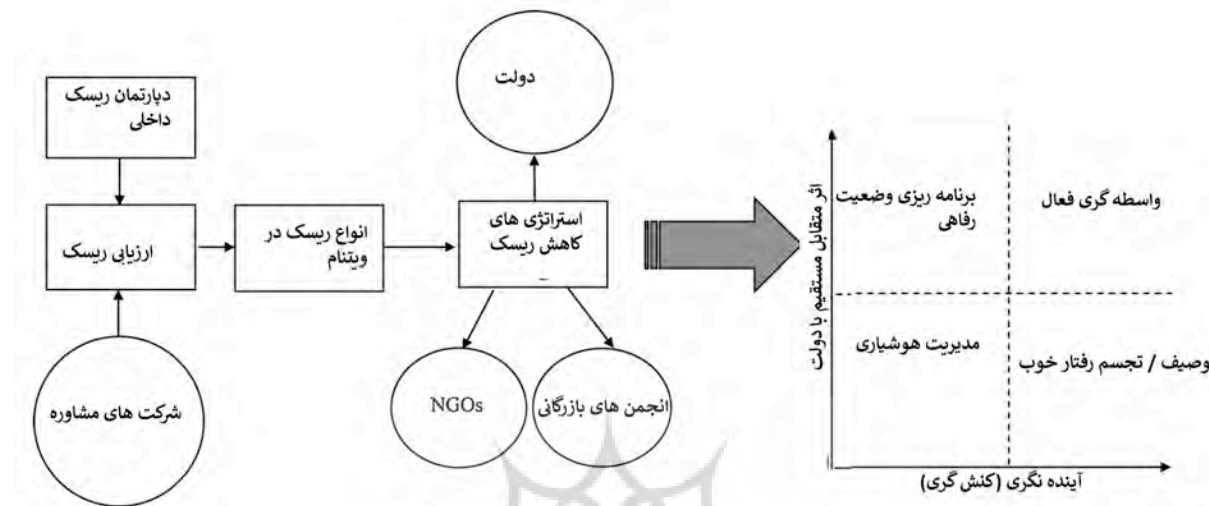 دولت
دپارتمان ریسک
داخلی
ارزیابی ریسک
شرکت های مشاوره
انواع ریسک در
ویتنام
استراتژی های
کاهش ریسک
NGOs
انجمن های بازرگانی
اثر متقابل مستقیم با دولت
برنامه ریزی وضعیت
رفاهی
واسطه گری فعال
مدیریت هوشیاری
وصیف / تجسم رفتار خوب
آینده نگری (کنش گری)